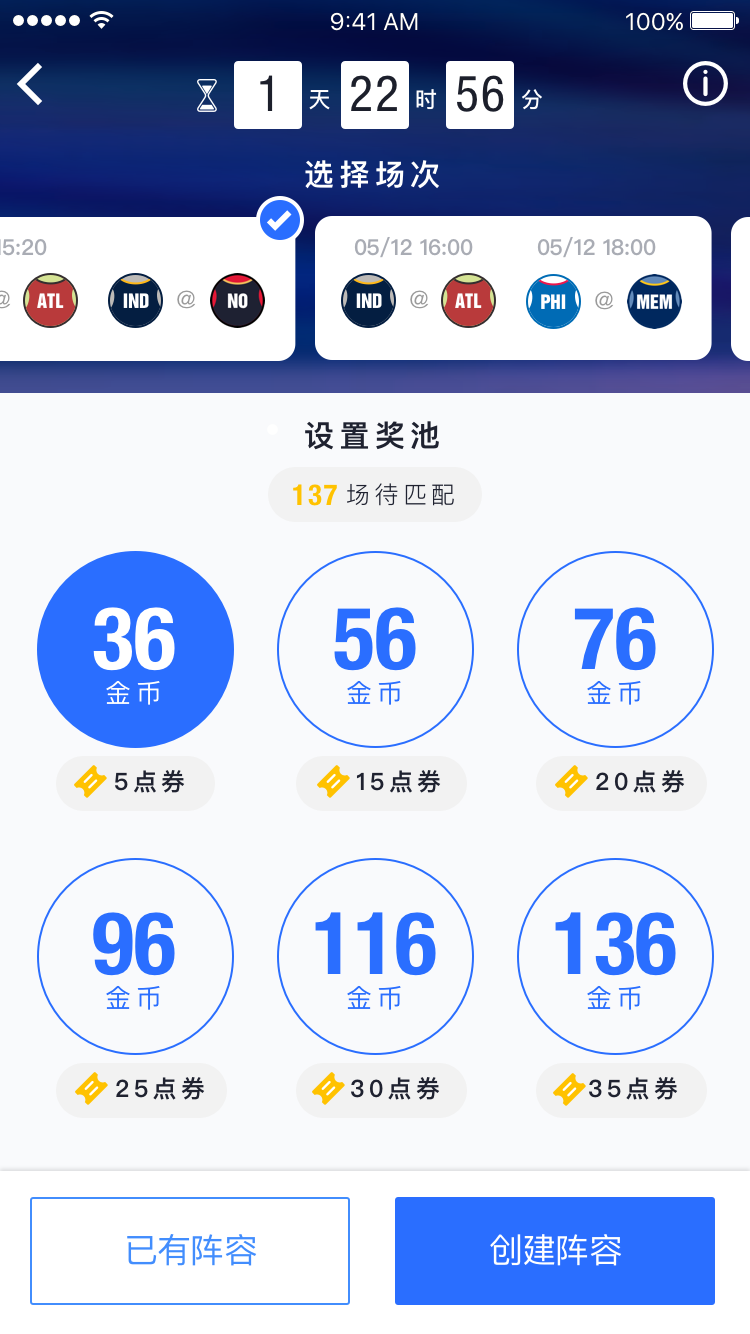 9:41 AM 100%
1 天 22 时 56 分
选择场次
15:20 05/12 16:00 05/12 18:00
@ ATL IND @ NO IND @ ATL PHI @ MEM
设置奖池
137 场待匹配
36 56 76
金币 金币 金币
5点券 15点券 20点券
96 116 136
金币 金币 金币
25点券 30点券 35点券
已有阵容 创建阵容